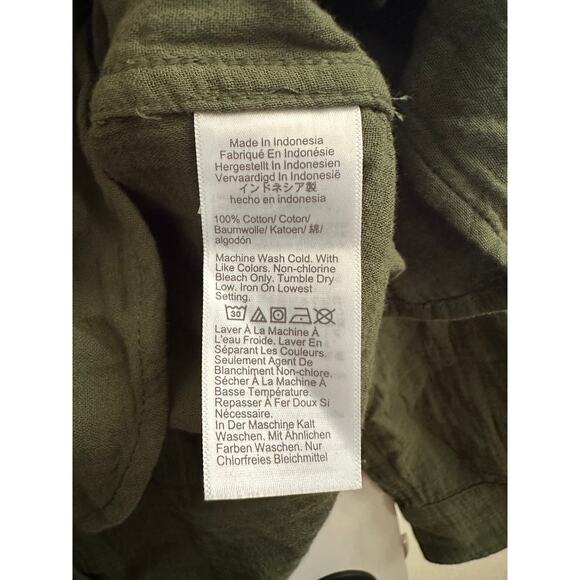 Made In Indonesia
Fabriqué En Indonésie
Hergestellt In Indonesien
Vervaardigd In Indonesië
インドネシア製
hecho en indonesia
100% Cotton/ Coton/
Baumwolle/ Katoen/ 綿/
algodón
Machine Wash Cold. With
Like Colors. Non-chlorine
Bleach Only. Tumble Dry
Low. Iron On Lowest
Setting.
30
Laver À La Machine À
L'eau Froide. Laver En
Séparant Les Couleurs.
Seulement Agent De
Blanchiment Non-chlore.
Sécher À La Machine À
Basse Température.
Repasser À Fer Doux Si
Nécessaire.
In Der Maschine Kalt
Waschen. Mit Ähnlichen
Farben Waschen. Nur
Chlorfreies Bleichmittel